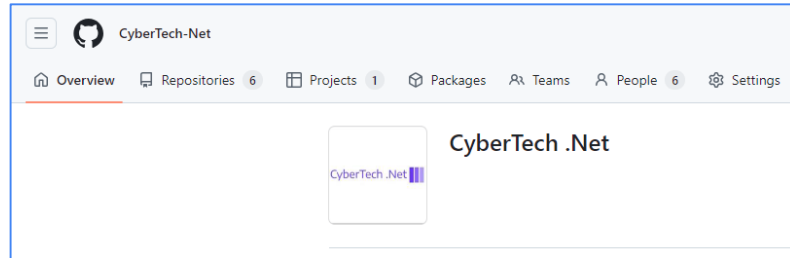 CyberTech-Net
Overview Repositories 6 Projects 1 Packages Teams People 6 Settings
CyberTech .Net
CyberTech .Net